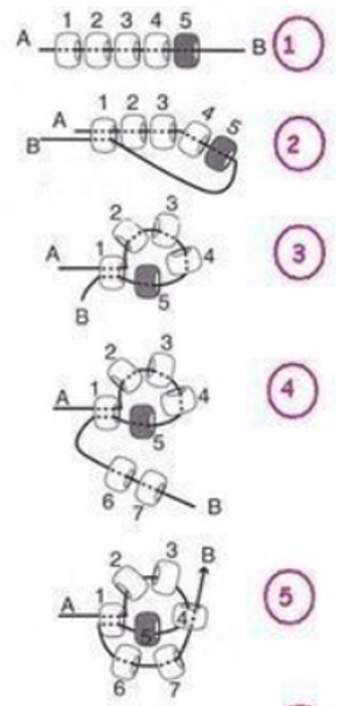 1 2 3 4 5
A B 1
1 2 3 4 5
A
B 2
2 3
A 1 4 3
5
B
2 3 4
A 1 4
5
6 7 B
2 3 B
A 1 4 5
5
6 7